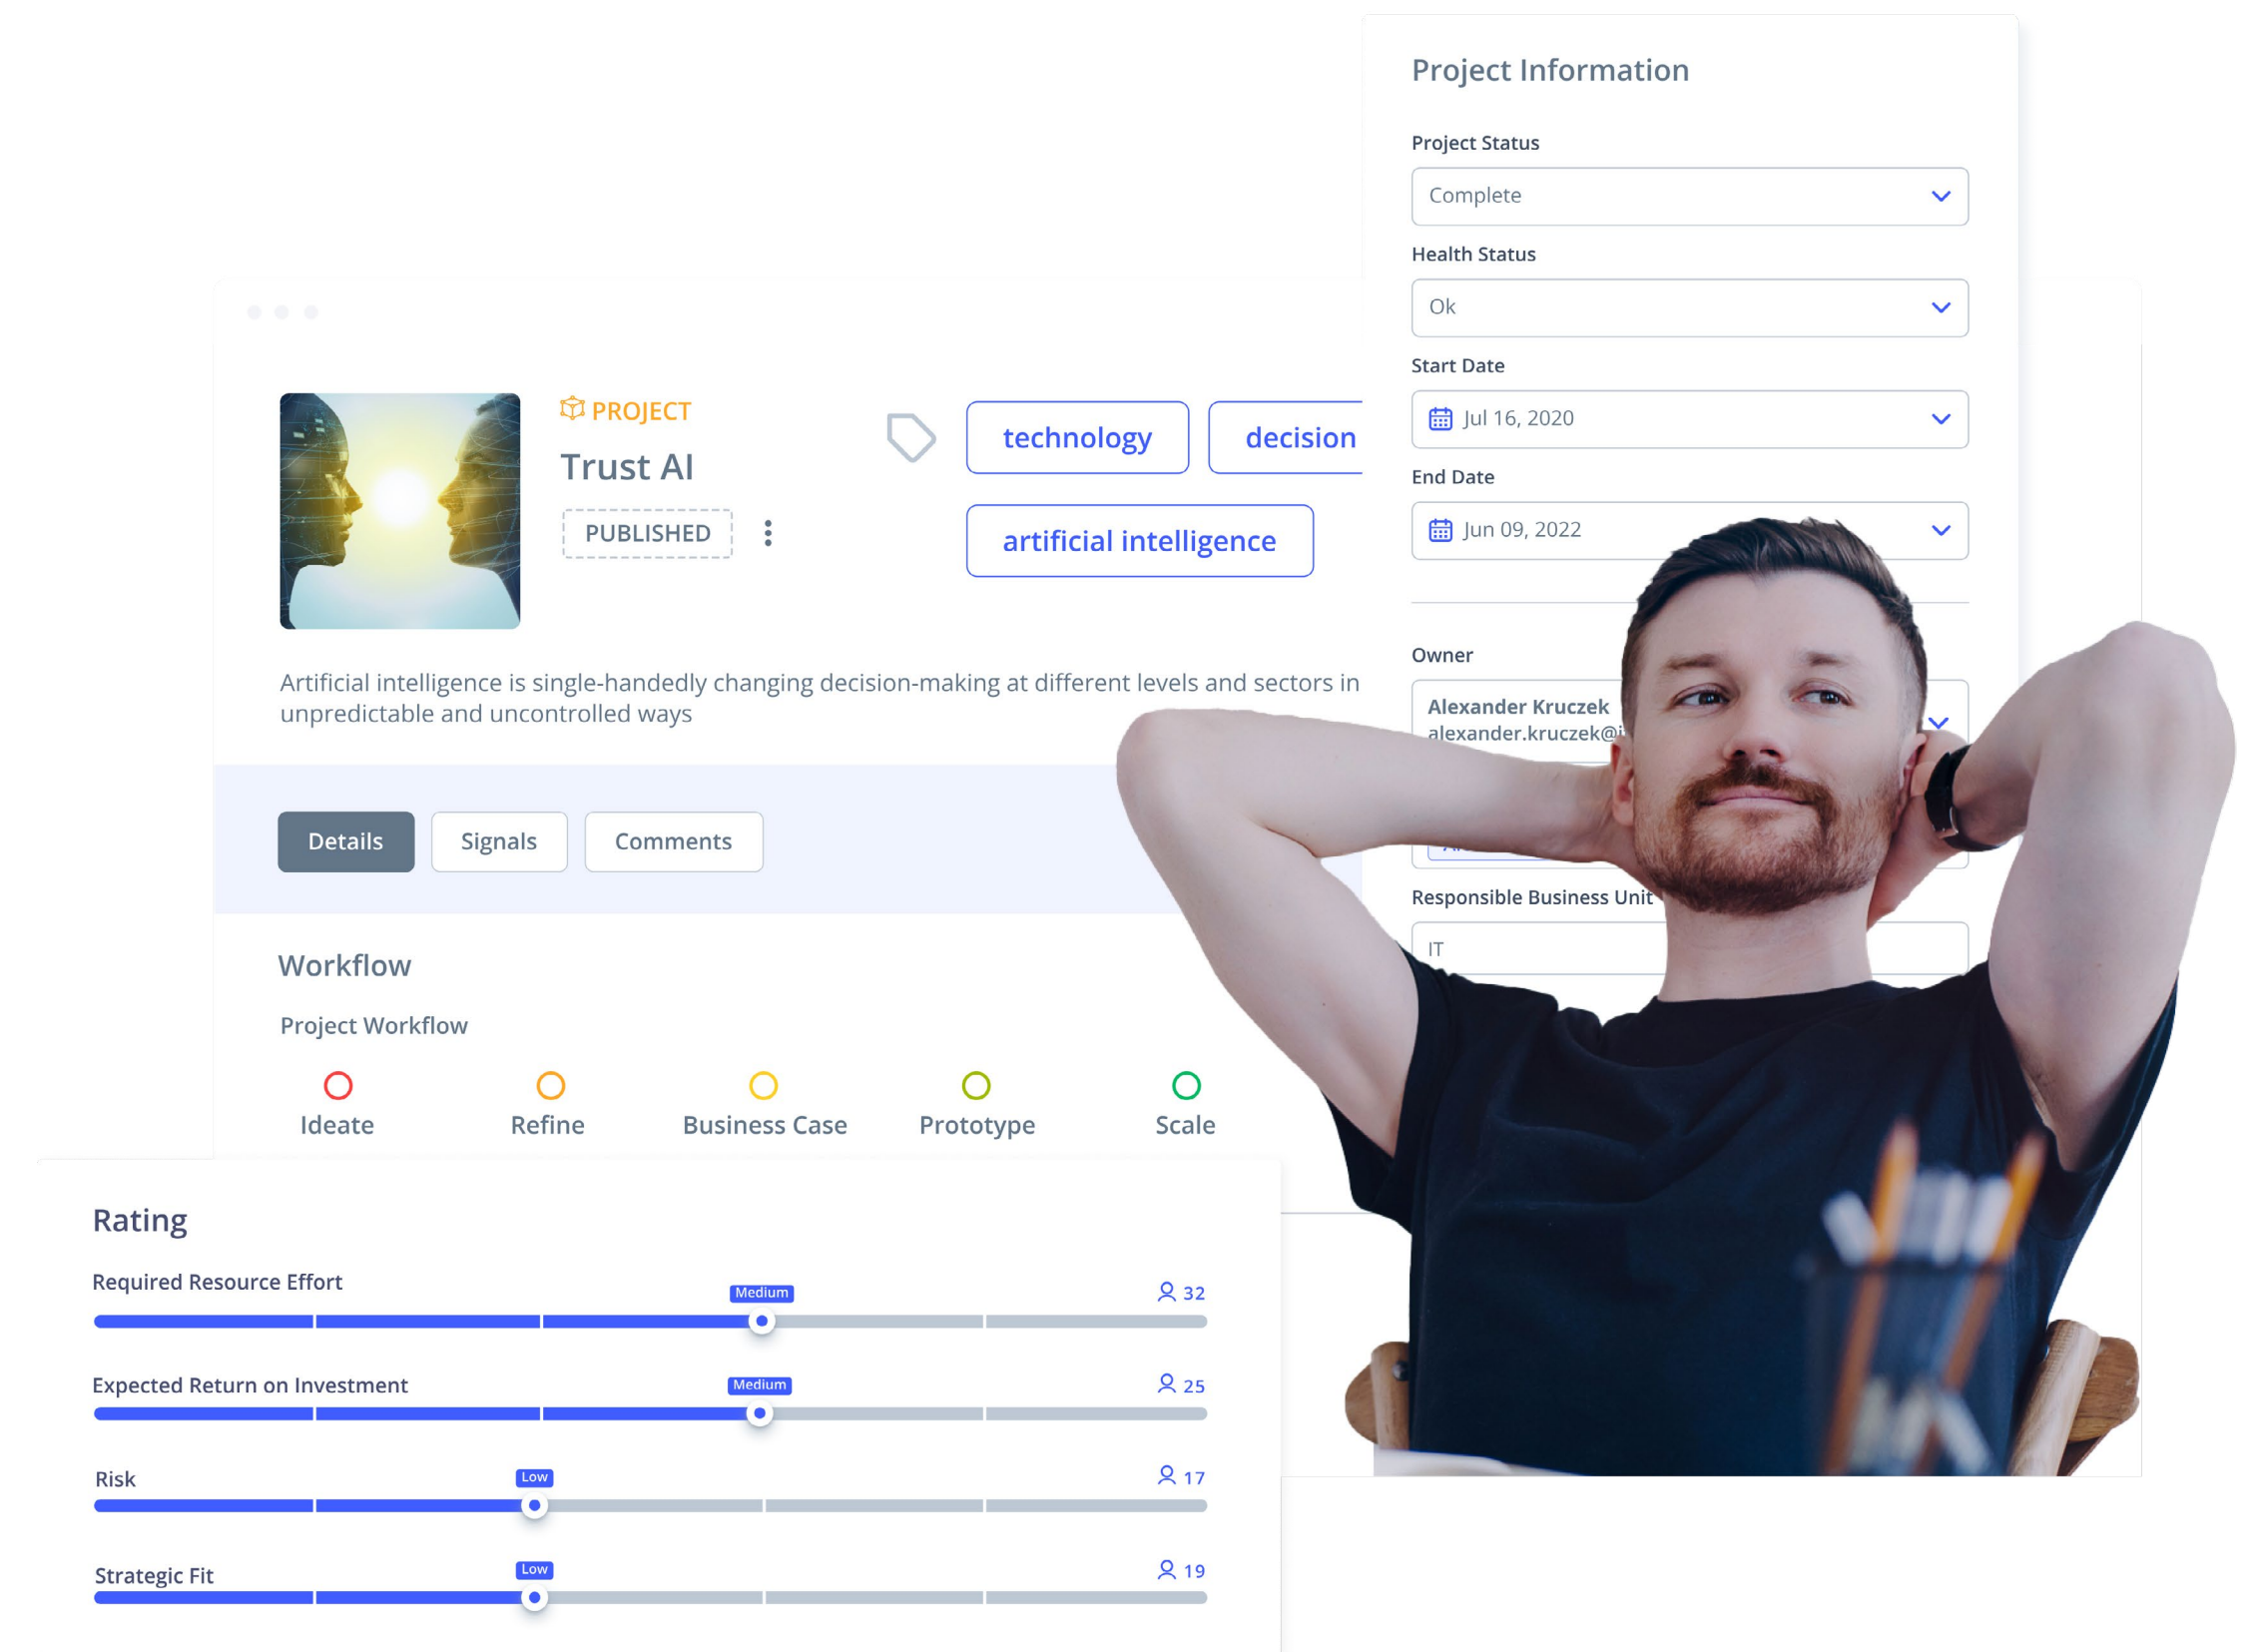 Project Information
Project Status
Complete
Health Status
Ok
Start Date
Jul 16, 2020
End Date
Jun 09, 2022
Owner
Alexander Kruczek
alexander.kruczek@
Responsible Business Unit
IT
PROJECT
Trust AI
PUBLISHED
technology
decision
artificial intelligence
Artificial intelligence is single-handedly changing decision-making at different levels and sectors in
unpredictable and uncontrolled ways
Details
Signals
Comments
Workflow
Project Workflow
Ideate
Refine
Business Case
Prototype
Scale
Rating
Required Resource Effort
Medium
32
Expected Return on Investment
Medium
25
Risk
Low
17
Strategic Fit
Low
19